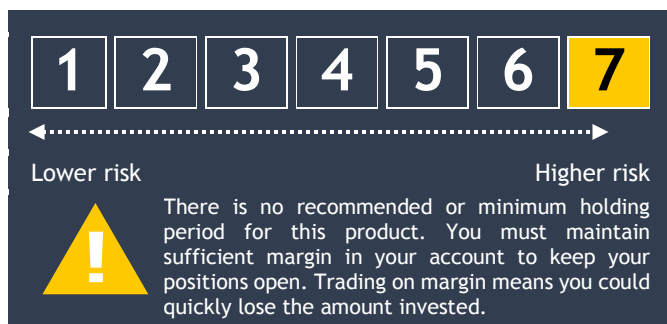 1 2 3 4 5 6 7
Lower risk Higher risk
!
There is no recommended or minimum holding
period for this product. You must maintain
sufficient margin in your account to keep your
positions open. Trading on margin means you could
quickly lose the amount invested.